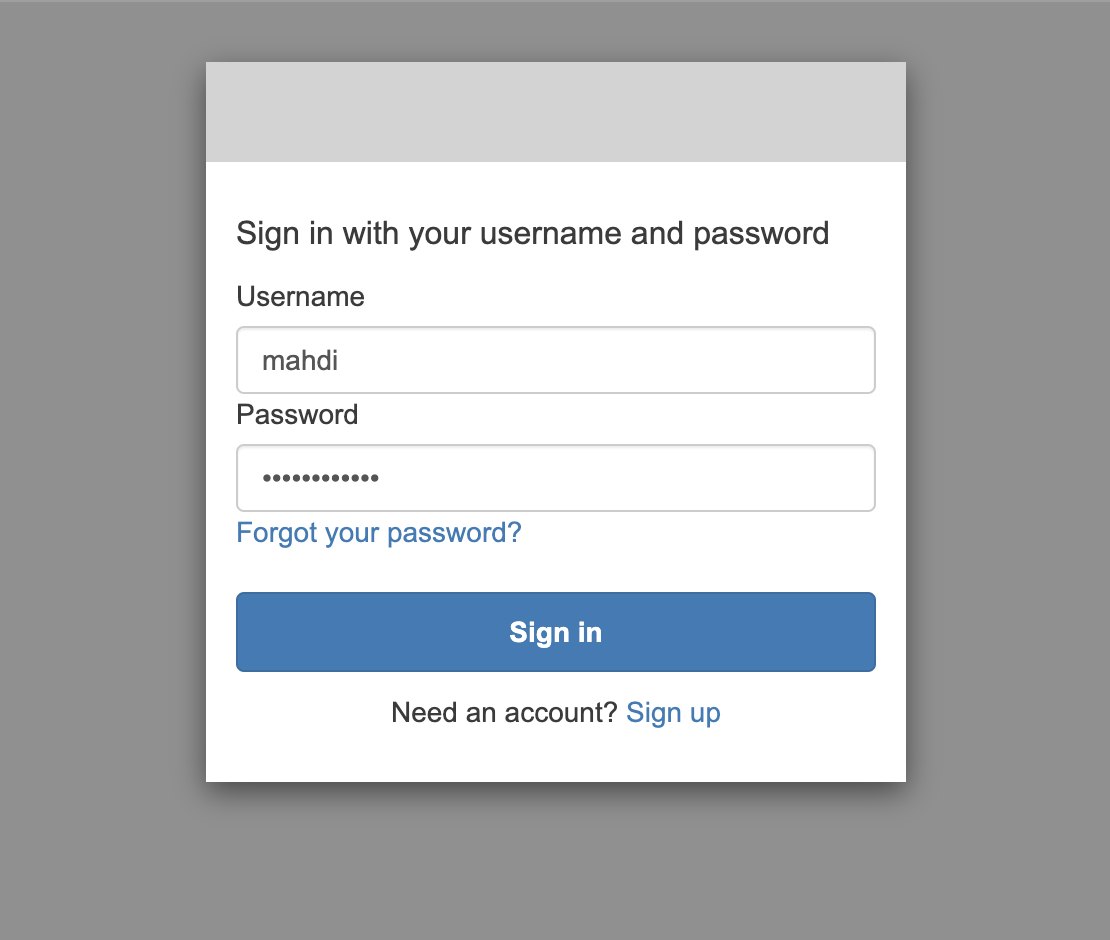 Sign in with your username and password
Username
mahdi
Password
••••••••••••
Forgot your password?
Sign in
Need an account? Sign up